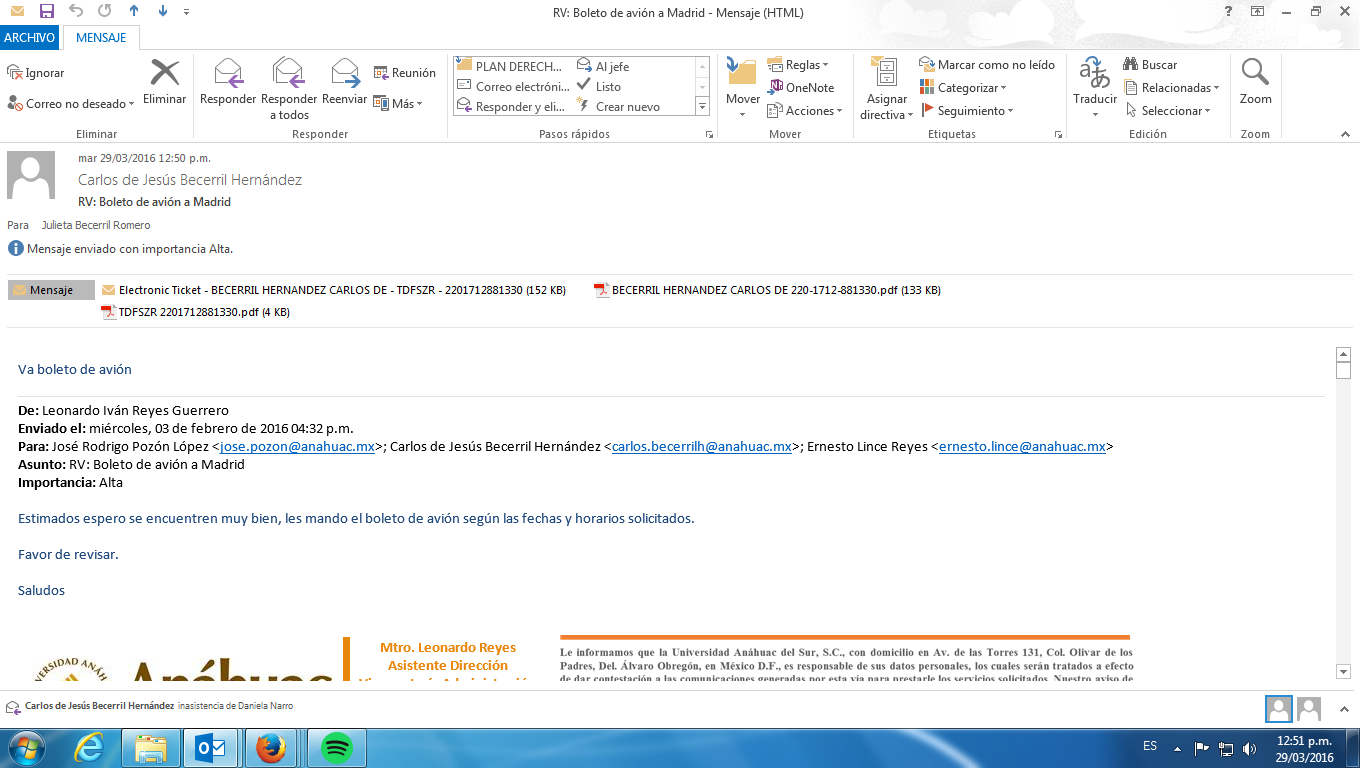 RV: Boleto de avión a Madrid - Mensaje (HTML)
ARCHIVO MENSAJE
Ignorar
Correo no deseado
Eliminar
Eliminar
Responder
Responder a todos
Reenviar
Reunión
Más
Responder
PLAN DERECH...
Correo electróni...
Responder y eli...
Al jefe
Listo
Crear nuevo
Pasos rápidos
Mover
Reglas
OneNote
Acciones
Mover
Asignar directiva
Marcar como no leído
Categorizar
Seguimiento
Etiquetas
Traducir
Buscar
Relacionadas
Seleccionar
Edición
Zoom
Zoom
mar 29/03/2016 12:50 p.m.
Carlos de Jesús Becerril Hernández
RV: Boleto de avión a Madrid
Para Julieta Becerril Romero
Mensaje enviado con importancia Alta.
Mensaje
Electronic Ticket - BECERRIL HERNANDEZ CARLOS DE - TDFSZR - 2201712881330 (152 KB)
BECERRIL HERNANDEZ CARLOS DE 220-1712-881330.pdf (133 KB)
TDFSZR 2201712881330.pdf (4 KB)
Va boleto de avión
De: Leonardo Iván Reyes Guerrero
Enviado el: miércoles, 03 de febrero de 2016 04:32 p.m.
Para: José Rodrigo Pozón López <jose.pozon@anahuac.mx>; Carlos de Jesús Becerril Hernández <carlos.becerrilh@anahuac.mx>; Ernesto Lince Reyes <ernesto.lince@anahuac.mx>
Asunto: RV: Boleto de avión a Madrid
Importancia: Alta
Estimados espero se encuentren muy bien, les mando el boleto de avión según las fechas y horarios solicitados.
Favor de revisar.
Saludos
Anáhuac
Mtro. Leonardo Reyes
Asistente Dirección
Le informamos que la Universidad Anáhuac del Sur, S.C., con domicilio en Av. de las Torres 131, Col. Olivar de los
Padres, Del. Álvaro Obregón, en México D.F., es responsable de sus datos personales, los cuales serán tratados a efecto
de dar contestación a las comunicaciones generadas por esta vía para prestarle los servicios solicitados. Nuestro aviso de
Carlos de Jesús Becerril Hernández inasistencia de Daniela Narro
ES
12:51 p.m.
29/03/2016